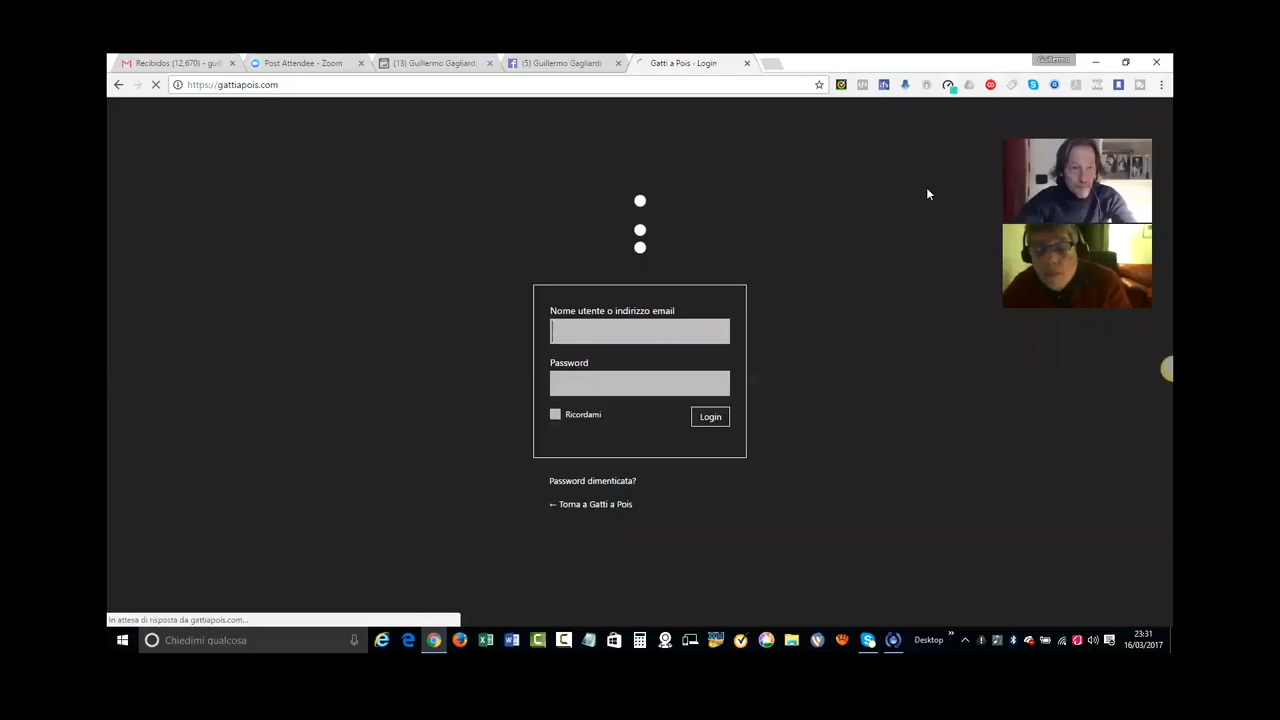 Recibidos (12,670) - gui
Post Attendee - Zoom
(13) Guillermo Gagliardi
(5) Guillermo Gagliardi
Gatti a Pois ‹ Login
Guillermo
https://gattiapois.com
Nome utente o indirizzo email
Password
Ricordami
Login
Password dimenticata?
← Torna a Gatti a Pois
In attesa di risposta da gattiapois.com...
Chiedimi qualcosa
Desktop
23:31
16/03/2017